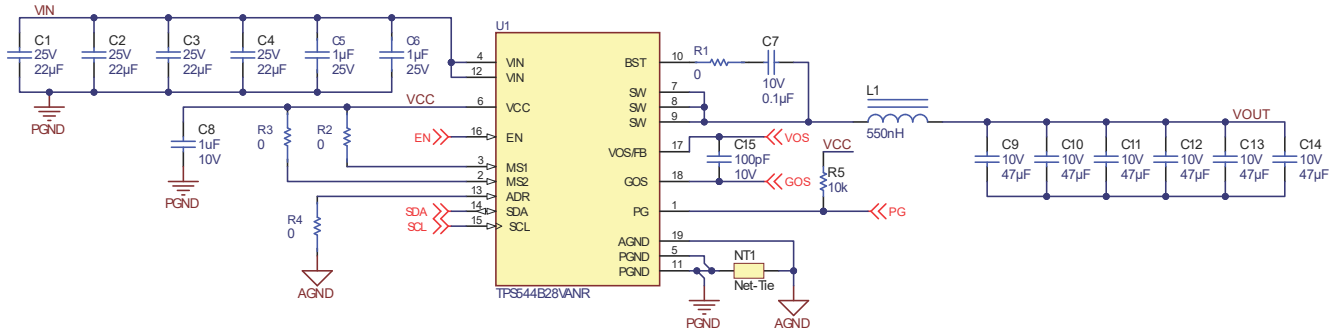 VIN
C1
25V
22µF
C2
25V
22µF
C3
25V
22µF
C4
25V
22µF
C5
1µF
25V
C6
1µF
25V
PGND
VCC
C8
1uF
10V
PGND
R3
0
R2
0
EN
SDA
SCL
R4
0
AGND
U1
4
VIN
12
VIN
6
VCC
16
EN
3
MS1
2
MS2
13
ADR
14
SDA
15
SCL
BST
10
SW
7
SW
8
SW
9
VOS/FB
17
GOS
18
PG
1
AGND
19
PGND
5
PGND
11
TPS544B28VANR
R1
0
C7
10V
0.1µF
C15
100pF
10V
VOS
GOS
VCC
R5
10k
PG
NT1
Net-Tie
PGND
AGND
L1
550nH
VOUT
C9
10V
47µF
C10
10V
47µF
C11
10V
47µF
C12
10V
47µF
C13
10V
47µF
C14
10V
47µF